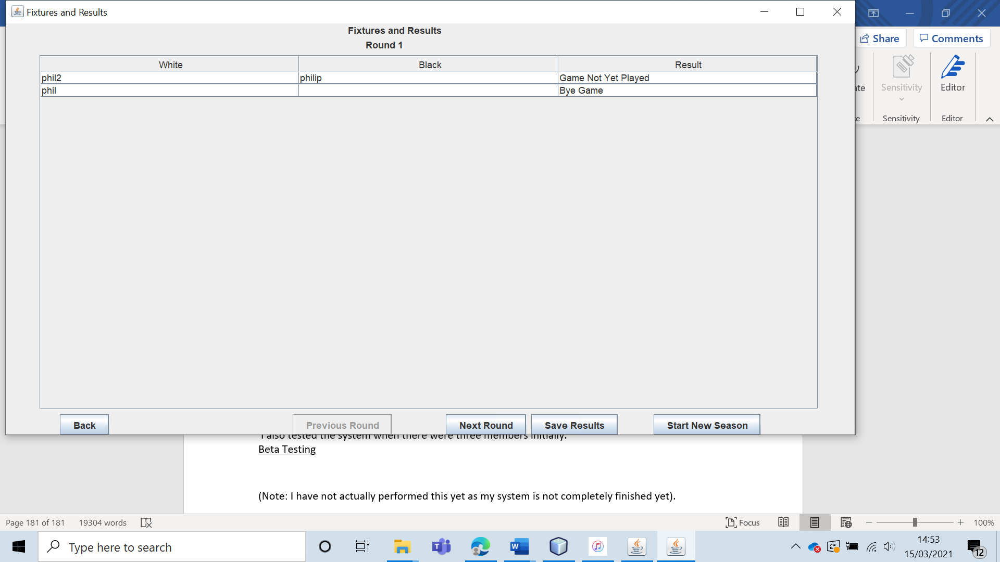 Fixtures and Results
Share
Comments
Fixtures and Results
Round 1
White Black Result
phil2 philip Game Not Yet Played
phil Bye Game
Sensitivity
Editor
Sensitivity
Editor
Back
Previous Round
Next Round
Save Results
Start New Season
I also tested the system when there were three members initially.
Beta Testing
(Note: I have not actually performed this yet as my system is not completely finished yet).
Page 181 of 181
19304 words
Focus
100%
Type here to search
14:53
15/03/2021
12